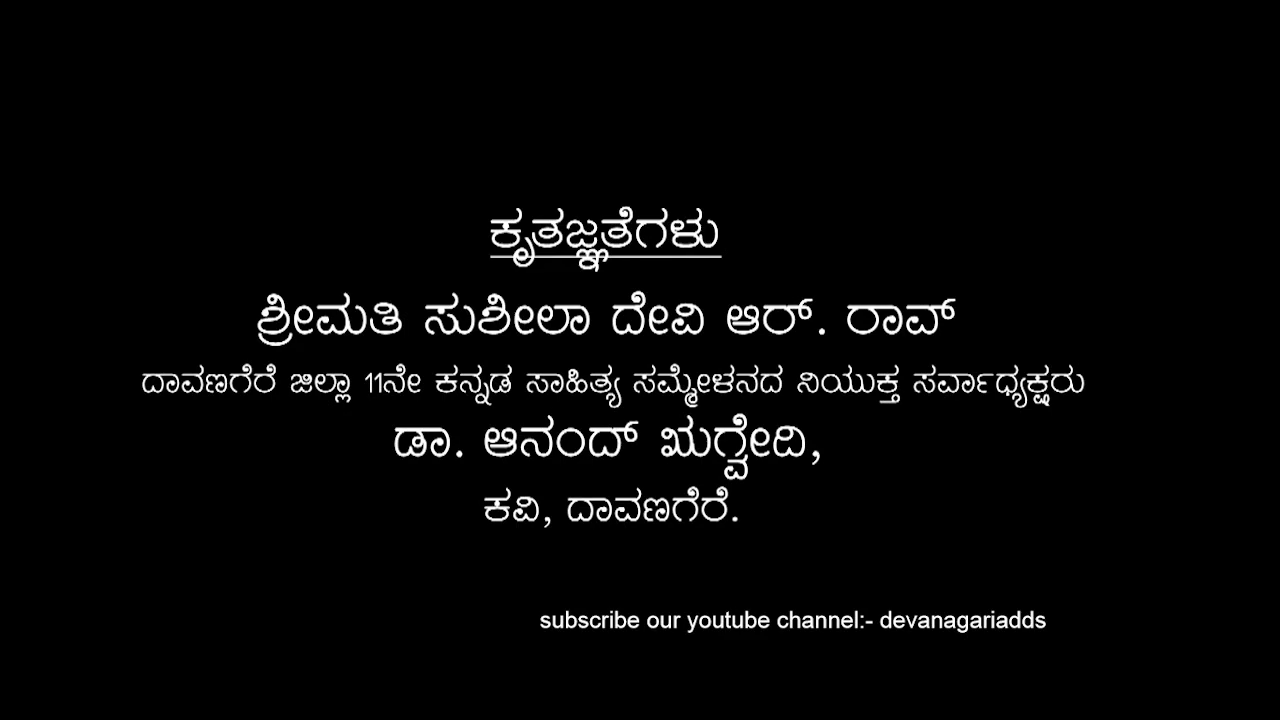 ಕೃತಜ್ಞತೆಗಳು
ಶ್ರೀಮತಿ ಸುಶೀಲಾ ದೇವಿ ಆರ್. ರಾವ್
ದಾವಣಗೆರೆ ಜಿಲ್ಲಾ 11ನೇ ಕನ್ನಡ ಸಾಹಿತ್ಯ ಸಮ್ಮೇಳನದ ನಿಯುಕ್ತ ಸರ್ವಾಧ್ಯಕ್ಷರು
ಡಾ. ಆನಂದ್ ಋಗ್ವೇದಿ,
ಕವಿ, ದಾವಣಗೆರೆ.
subscribe our youtube channel:- devanagariadds